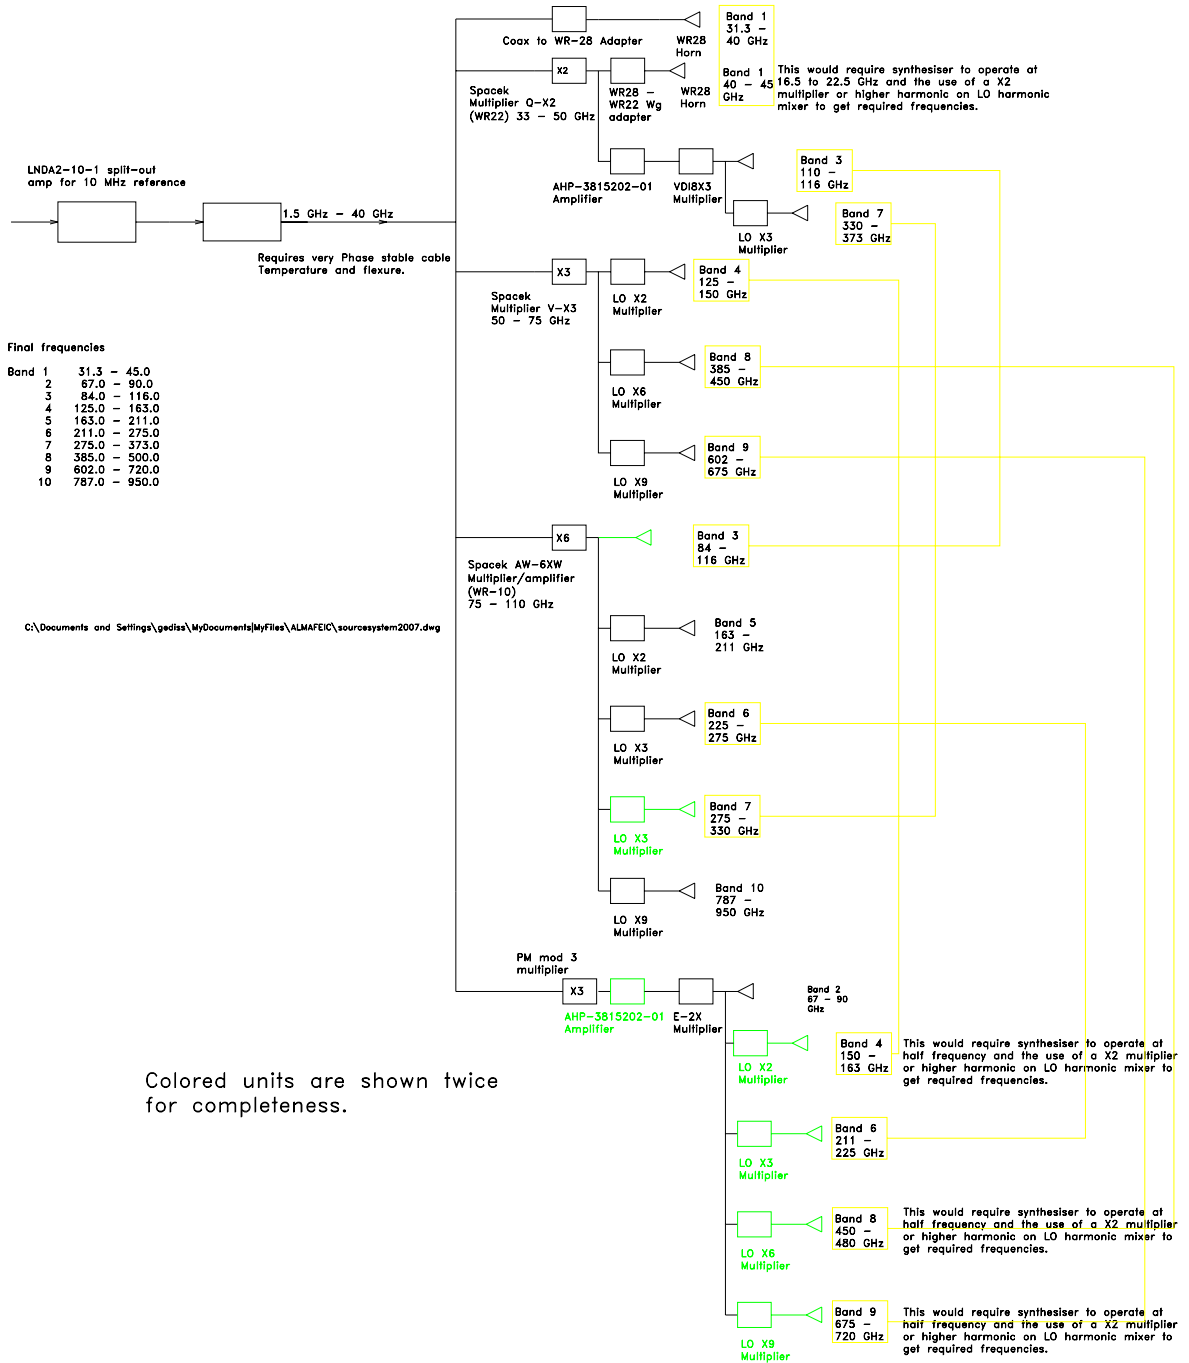 Coax to WR-28 Adapter
WR28
Horn
Band 1
31.3 -
40 GHz
X2
Spacek
Multiplier Q-X2
(WR22) 33 - 50 GHz
WR28 -
WR22 Wg
adapter
WR28
Horn
Band 1
40 - 45
GHz
This would require synthesiser to operate at
16.5 to 22.5 GHz and the use of a X2
multiplier or higher harmonic on LO harmonic
mixer to get required frequencies.
AHP-3815202-01
Amplifier
VDI8X3
Multiplier
Band 3
110 -
116 GHz
LO X3
Multiplier
Band 7
330 -
373 GHz
LNDA2-10-1 split-out
amp for 10 MHz reference
1.5 GHz - 40 GHz
Requires very Phase stable cable
Temperature and flexure.
X3
Spacek
Multiplier V-X3
50 - 75 GHz
LO X2
Multiplier
Band 4
125 -
150 GHz
LO X6
Multiplier
Band 8
385 -
450 GHz
LO X9
Multiplier
Band 9
602 -
675 GHz
Final frequencies
Band 1 31.3 - 45.0
2 67.0 - 90.0
3 84.0 - 116.0
4 125.0 - 163.0
5 163.0 - 211.0
6 211.0 - 275.0
7 275.0 - 373.0
8 385.0 - 500.0
9 602.0 - 720.0
10 787.0 - 950.0
X6
Spacek AW-6XW
Multiplier/amplifier
(WR-10)
75 - 110 GHz
Band 3
84 -
116 GHz
C:\Documents and Settings\gediss\MyDocuments|MyFiles\ALMAFEIC\sourcesystem2007.dwg
LO X2
Multiplier
Band 5
163 -
211 GHz
LO X3
Multiplier
Band 6
225 -
275 GHz
LO X3
Multiplier
Band 7
275 -
330 GHz
LO X9
Multiplier
Band 10
787 -
950 GHz
PM mod 3
multiplier
X3
AHP-3815202-01
Amplifier
E-2X
Multiplier
Band 2
67 - 90
GHz
LO X2
Multiplier
Band 4
150 -
163 GHz
This would require synthesiser to operate at
half frequency and the use of a X2 multiplier
or higher harmonic on LO harmonic mixer to
get required frequencies.
Colored units are shown twice
for completeness.
LO X3
Multiplier
Band 6
211 -
225 GHz
LO X6
Multiplier
Band 8
450 -
480 GHz
This would require synthesiser to operate at
half frequency and the use of a X2 multiplier
or higher harmonic on LO harmonic mixer to
get required frequencies.
LO X9
Multiplier
Band 9
675 -
720 GHz
This would require synthesiser to operate at
half frequency and the use of a X2 multiplier
or higher harmonic on LO harmonic mixer to
get required frequencies.